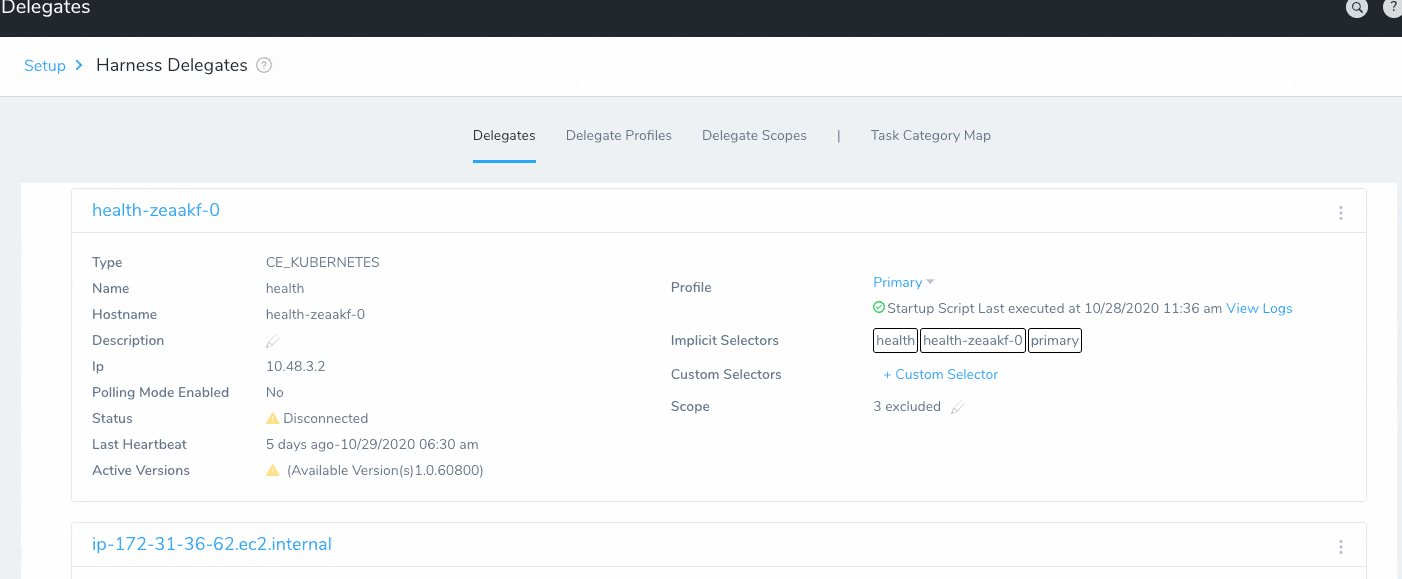 Delegates
?
Setup > Harness Delegates ?
Delegates Delegate Profiles Delegate Scopes | Task Category Map
health-zeaakf-0
Type CE_KUBERNETES
Name health
Hostname health-zeaakf-0
Description
Ip 10.48.3.2
Polling Mode Enabled No
Status Disconnected
Last Heartbeat 5 days ago-10/29/2020 06:30 am
Active Versions (Available Version(s)1.0.60800)
Profile Primary
Startup Script Last executed at 10/28/2020 11:36 am View Logs
Implicit Selectors health health-zeaakf-0 primary
Custom Selectors + Custom Selector
Scope 3 excluded
ip-172-31-36-62.ec2.internal